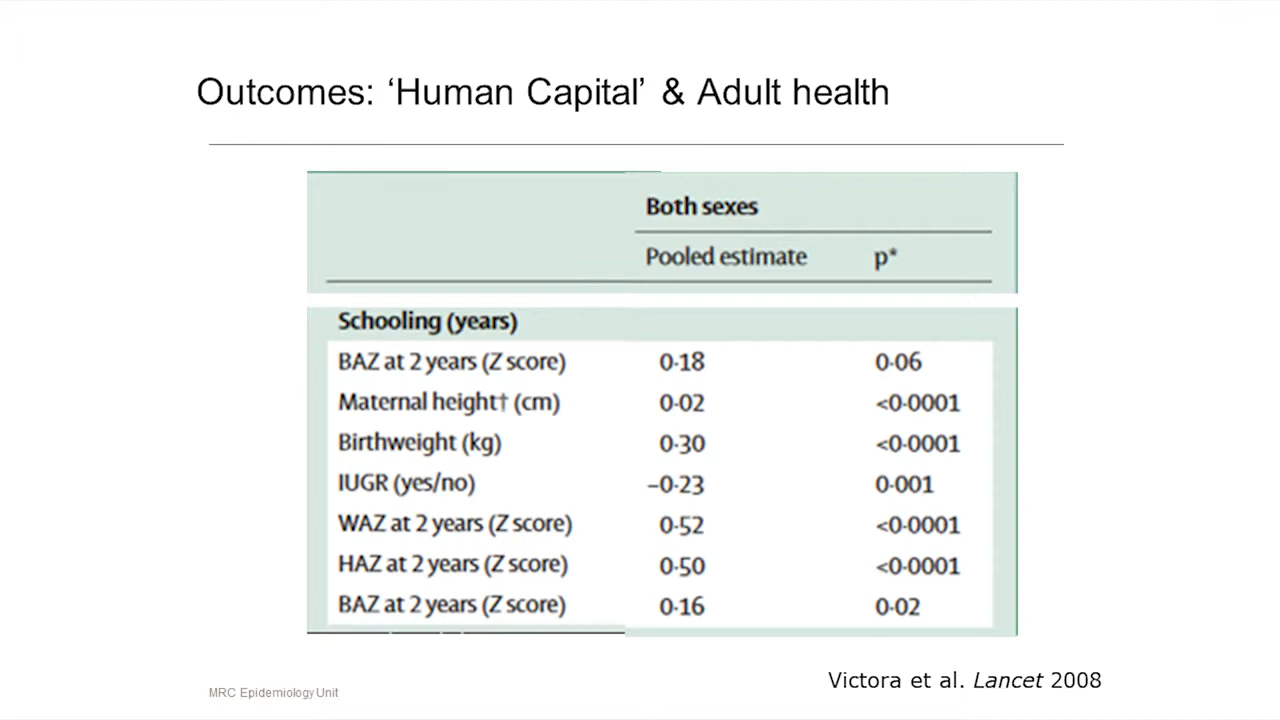 Outcomes: ‘Human Capital’ & Adult health
Both sexes
Pooled estimate p*
Schooling (years)
BAZ at 2 years (Z score) 0·18 0·06
Maternal height† (cm) 0·02 <0·0001
Birthweight (kg) 0·30 <0·0001
IUGR (yes/no) –0·23 0·001
WAZ at 2 years (Z score) 0·52 <0·0001
HAZ at 2 years (Z score) 0·50 <0·0001
BAZ at 2 years (Z score) 0·16 0·02
Victora et al. Lancet 2008
MRC Epidemiology Unit